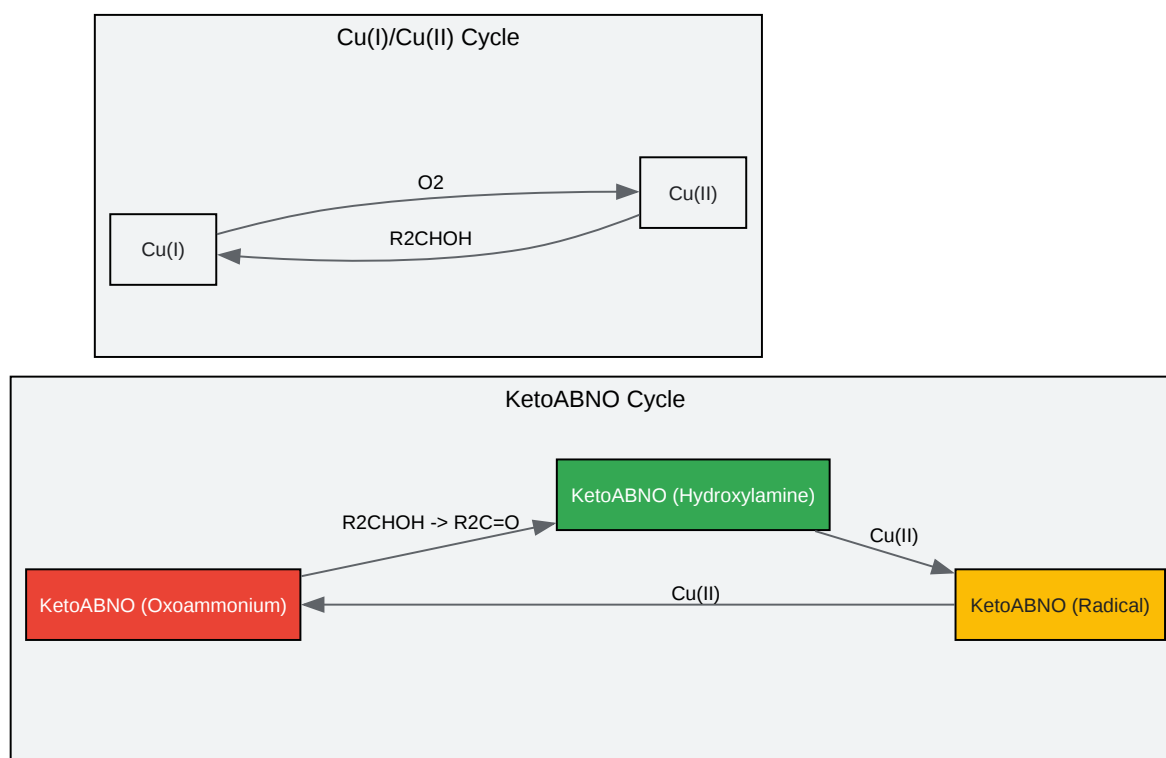 Cu(I)/Cu(II) Cycle
O2
Cu(II)
R2CHOH
Cu(I)
KetoABNO Cycle
KetoABNO (Hydroxylamine)
R2CHOH -> R2C=O
Cu(II)
KetoABNO (Oxoammonium)
Cu(II)
KetoABNO (Radical)